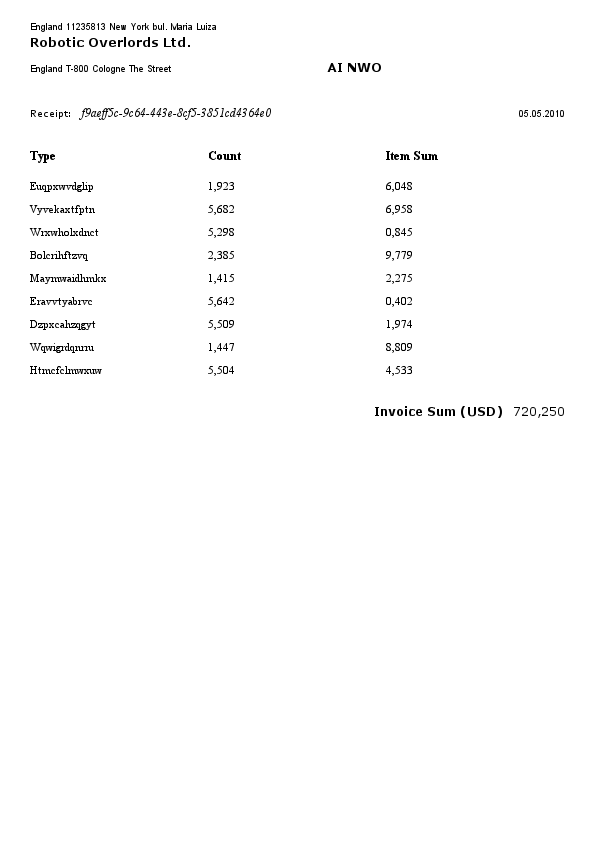 England 11235813 New York bul. Maria Luiza
Robotic Overlords Ltd.
England T-800 Cologne The Street AI NWO
Receipt: f9aeff5c-9c64-443e-8cf5-3851cd4364e0 05.05.2010
Type Count Item Sum
Euqpxwvdglip 1,923 6,048
Vyvekaxtfptn 5,682 6,958
Wrxwholxdnct 5,298 0,845
Bolcrihftzvq 2,385 9,779
Maymwaidhmkx 1,415 2,275
Eravvtyabrvc 5,642 0,402
Dzpxcahzqgyt 5,509 1,974
Wqwigrdqnrru 1,447 8,809
Htmcfclmwxuw 5,504 4,533
Invoice Sum (USD) 720,250